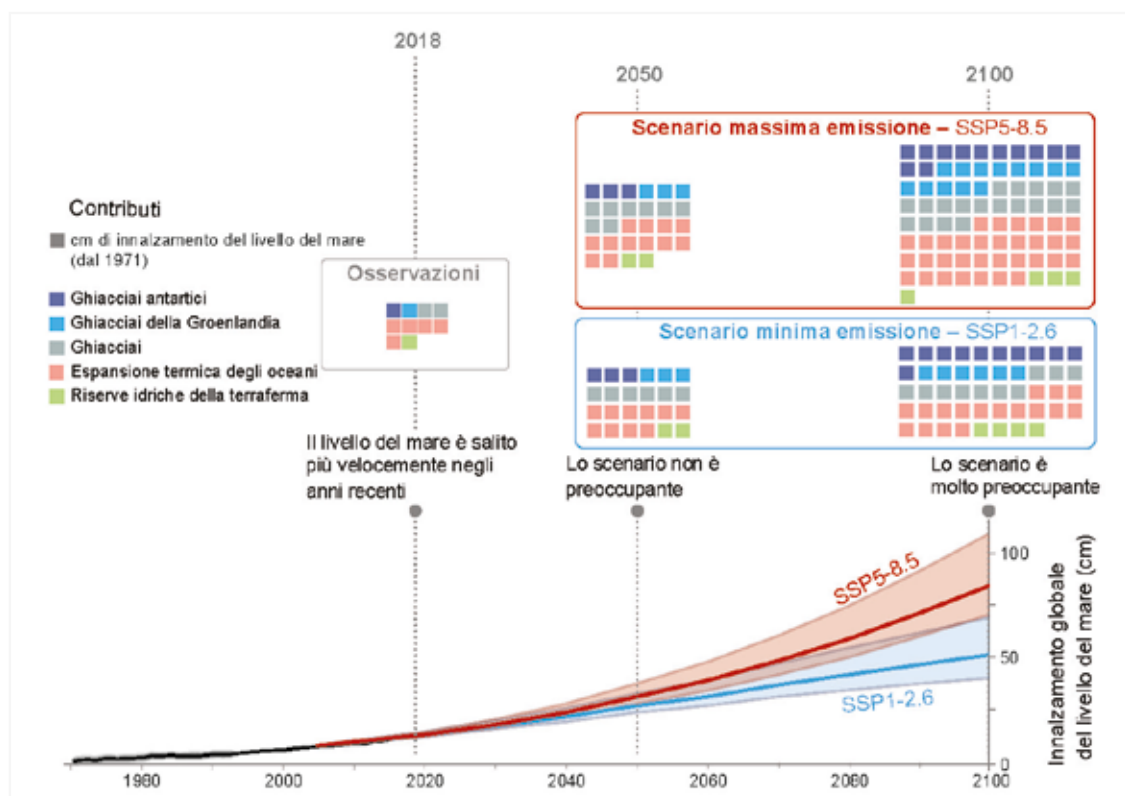 2018
2050
2100
Scenario massima emissione – SSP5-8.5
Contributi
cm di innalzamento del livello del mare
(dal 1971)
Osservazioni
Ghiacciai antartici
Ghiacciai della Groenlandia
Ghiacciai
Espansione termica degli oceani
Riserve idriche della terraferma
Scenario minima emissione – SSP1-2.6
Il livello del mare è salito
più velocemente negli
anni recenti
Lo scenario non è
preoccupante
Lo scenario è
molto preoccupante
SSP5-8.5
SSP1-2.6
100
50
0
Innalzamento globale
del livello del mare (cm)
1980
2000
2020
2040
2060
2080
2100